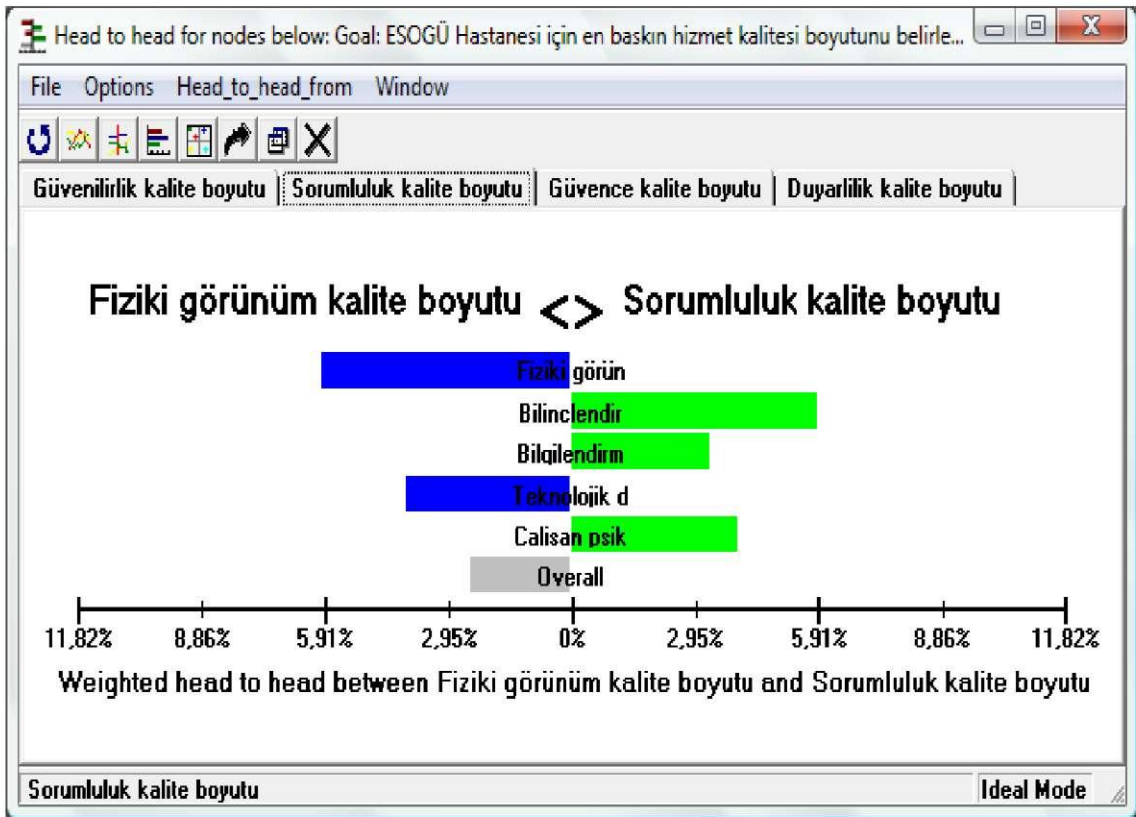 Head to head for nodes below: Goal: ESOGÜ Hastanesi için en baskın hizmet kalitesi boyutunu belirle...
File Options Head_to_head_from Window
Güvenilirlik kalite boyutu Sorumluluk kalite boyutu Güvence kalite boyutu Duyarlilik kalite boyutu
Fiziki görünüm kalite boyutu <> Sorumluluk kalite boyutu
Fiziki görün
Bilinclendir
Bilgilendirm
Teknolojik d
Calisan psik
Overall
11,82% 8,86% 5,91% 2,95% 0% 2,95% 5,91% 8,86% 11,82%
Weighted head to head between Fiziki görünüm kalite boyutu and Sorumluluk kalite boyutu
Sorumluluk kalite boyutu Ideal Mode